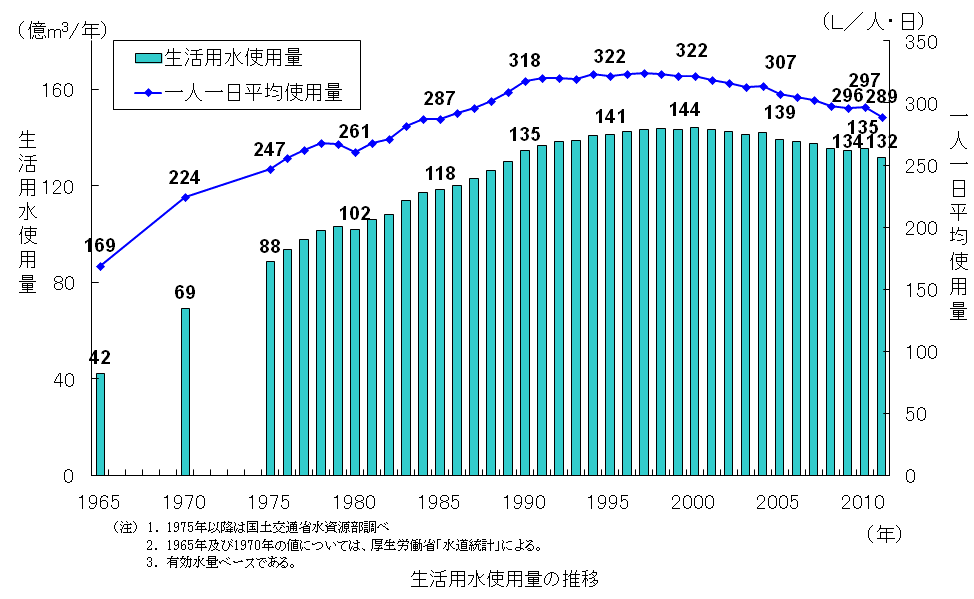 (億m³/年)
(L／人・日)
生活用水使用量
一人一日平均使用量
生活用水使用量
160
120
80
40
0
一人一日平均使用量
350
300
250
200
150
100
50
0
169 224 247 261 287 318 322 322 307 296 297 289
42 69 88 102 118 135 141 144 139 134 135 132
1965 1970 1975 1980 1985 1990 1995 2000 2005 2010
(年)
(注) 1. 1975年以降は国土交通省水資源部調べ
2. 1965年及び1970年の値については、厚生労働省「水道統計」による。
3. 有効水量ベースである。
生活用水使用量の推移